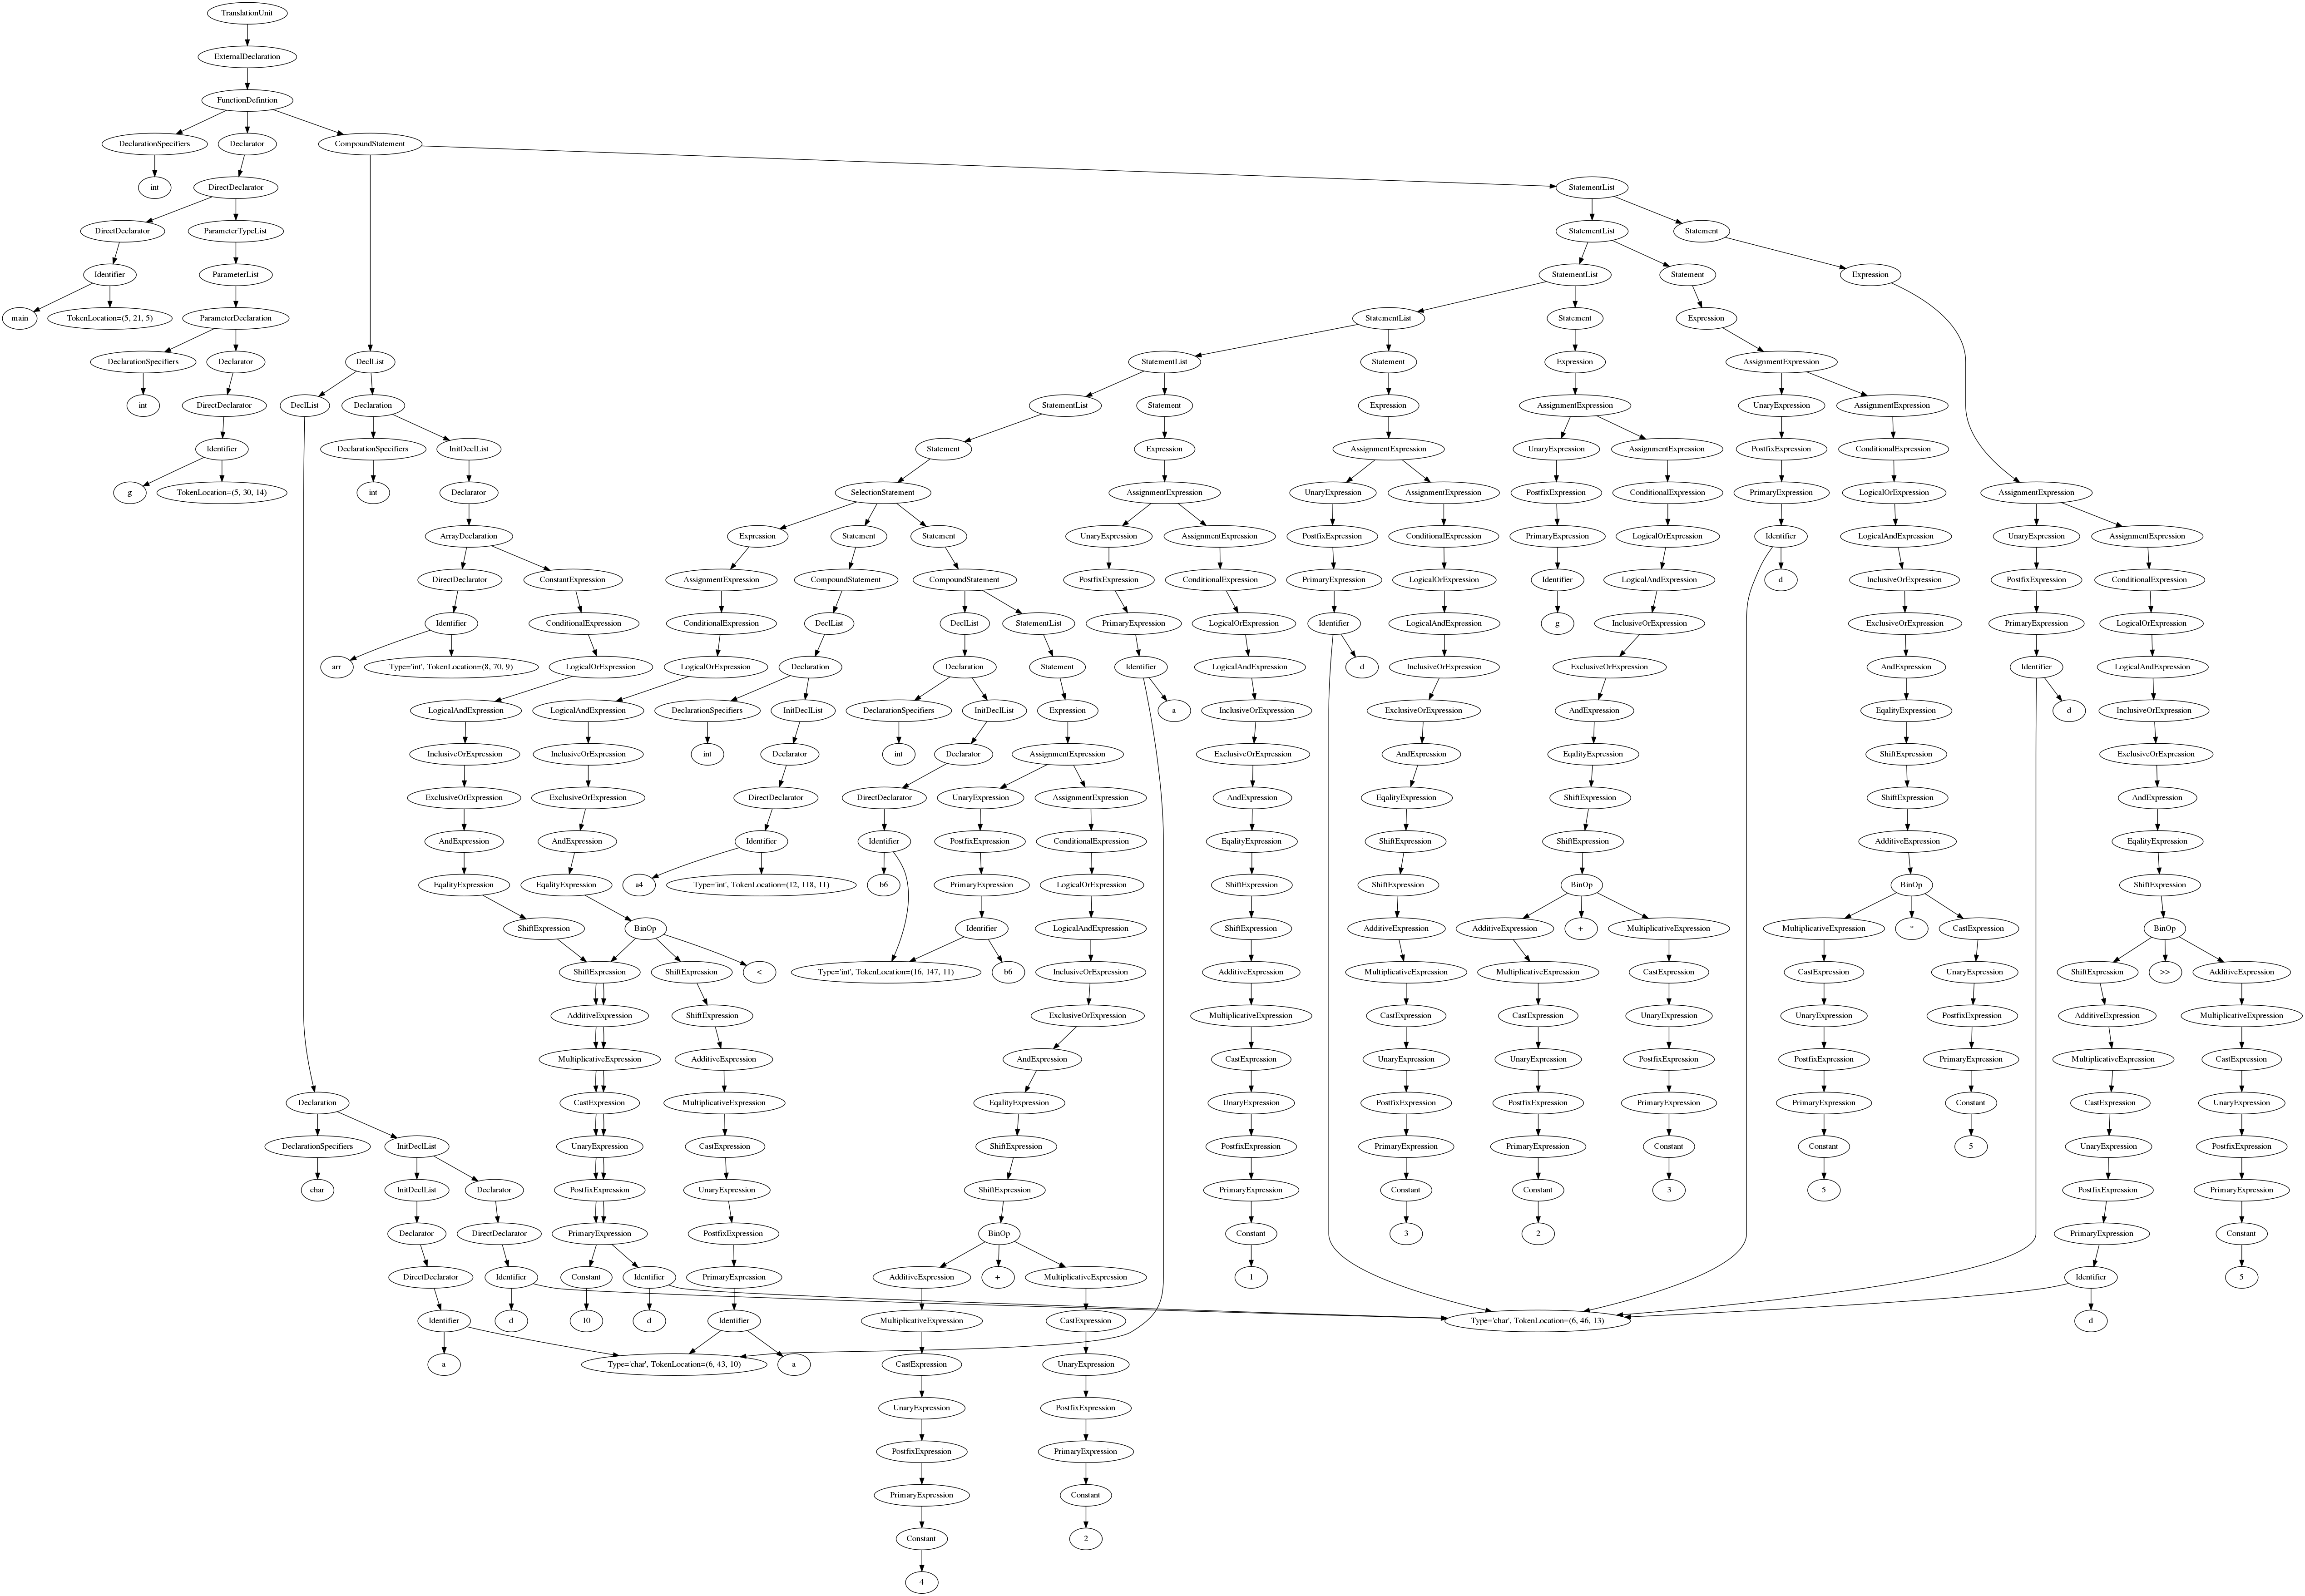 TranslationUnit
ExternalDeclaration
FunctionDefintion
DeclarationSpecifiers Declarator CompoundStatement
int DirectDeclarator StatementList
DirectDeclarator ParameterTypeList StatementList Statement
Identifier ParameterList StatementList Statement Expression
main TokenLocation=(5, 21, 5) ParameterDeclaration StatementList Statement Expression
DeclarationSpecifiers Declarator DeclList StatementList Statement Expression AssignmentExpression
int DirectDeclarator DeclList Declaration StatementList Statement Expression AssignmentExpression UnaryExpression AssignmentExpression
Identifier DeclarationSpecifiers InitDeclList Statement Expression AssignmentExpression UnaryExpression AssignmentExpression PostfixExpression ConditionalExpression
g TokenLocation=(5, 30, 14) int Declarator SelectionStatement AssignmentExpression UnaryExpression AssignmentExpression PostfixExpression ConditionalExpression PrimaryExpression LogicalOrExpression AssignmentExpression
ArrayDeclaration Expression Statement Statement UnaryExpression AssignmentExpression PostfixExpression ConditionalExpression PrimaryExpression LogicalOrExpression Identifier LogicalAndExpression UnaryExpression AssignmentExpression
DirectDeclarator ConstantExpression AssignmentExpression CompoundStatement CompoundStatement PostfixExpression ConditionalExpression PrimaryExpression LogicalOrExpression Identifier LogicalAndExpression d InclusiveOrExpression PostfixExpression ConditionalExpression
Identifier ConditionalExpression ConditionalExpression DeclList DeclList StatementList PrimaryExpression LogicalOrExpression Identifier LogicalAndExpression g InclusiveOrExpression ExclusiveOrExpression PrimaryExpression LogicalOrExpression
arr Type='int', TokenLocation=(8, 70, 9) LogicalOrExpression LogicalOrExpression Declaration Declaration Statement Identifier LogicalAndExpression d InclusiveOrExpression ExclusiveOrExpression AndExpression Identifier LogicalAndExpression
LogicalAndExpression LogicalAndExpression DeclarationSpecifiers InitDeclList DeclarationSpecifiers InitDeclList Expression a InclusiveOrExpression ExclusiveOrExpression AndExpression EqalityExpression d InclusiveOrExpression
InclusiveOrExpression InclusiveOrExpression int Declarator int Declarator AssignmentExpression ExclusiveOrExpression AndExpression EqalityExpression ShiftExpression ExclusiveOrExpression
ExclusiveOrExpression ExclusiveOrExpression DirectDeclarator DirectDeclarator UnaryExpression AssignmentExpression AndExpression EqalityExpression ShiftExpression ShiftExpression AndExpression
AndExpression AndExpression Identifier Identifier PostfixExpression ConditionalExpression EqalityExpression ShiftExpression ShiftExpression AdditiveExpression EqalityExpression
EqalityExpression EqalityExpression a4 Type='int', TokenLocation=(12, 118, 11) b6 PrimaryExpression LogicalOrExpression ShiftExpression ShiftExpression BinOp BinOp ShiftExpression
ShiftExpression BinOp Identifier LogicalAndExpression ShiftExpression AdditiveExpression AdditiveExpression + MultiplicativeExpression MultiplicativeExpression * CastExpression BinOp
ShiftExpression ShiftExpression < Type='int', TokenLocation=(16, 147, 11) b6 InclusiveOrExpression AdditiveExpression MultiplicativeExpression MultiplicativeExpression CastExpression CastExpression UnaryExpression ShiftExpression >> AdditiveExpression
AdditiveExpression ShiftExpression ExclusiveOrExpression MultiplicativeExpression CastExpression CastExpression UnaryExpression UnaryExpression PostfixExpression AdditiveExpression MultiplicativeExpression
MultiplicativeExpression AdditiveExpression AndExpression CastExpression UnaryExpression UnaryExpression PostfixExpression PostfixExpression PrimaryExpression MultiplicativeExpression CastExpression
Declaration CastExpression MultiplicativeExpression EqalityExpression UnaryExpression PostfixExpression PostfixExpression PrimaryExpression PrimaryExpression Constant CastExpression UnaryExpression
DeclarationSpecifiers InitDeclList UnaryExpression CastExpression ShiftExpression PostfixExpression PrimaryExpression PrimaryExpression Constant Constant 5 UnaryExpression PostfixExpression
char InitDeclList Declarator PostfixExpression UnaryExpression ShiftExpression PrimaryExpression Constant Constant 3 5 PostfixExpression PrimaryExpression
Declarator DirectDeclarator PrimaryExpression PostfixExpression BinOp Constant 3 2 PrimaryExpression Constant
DirectDeclarator Identifier Constant Identifier PrimaryExpression AdditiveExpression + MultiplicativeExpression 1 Identifier 5
Identifier d 10 d Identifier MultiplicativeExpression CastExpression Type='char', TokenLocation=(6, 46, 13) d
a Type='char', TokenLocation=(6, 43, 10) a CastExpression UnaryExpression
UnaryExpression PostfixExpression
PostfixExpression PrimaryExpression
PrimaryExpression Constant
Constant 2
4